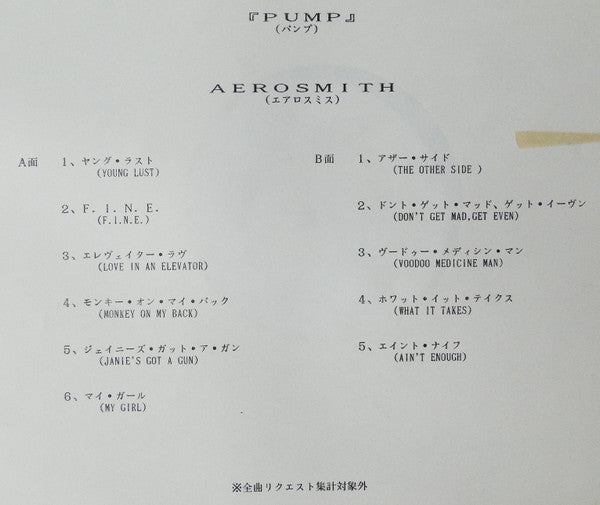 『PUMP』
(パンプ)
AEROSMITH
(エアロスミス)
A面
1、ヤング・ラスト
(YOUNG LUST)
2、F. I. N. E.
(F.I.N.E.)
3、エレヴェイター・ラヴ
(LOVE IN AN ELEVATOR)
4、モンキー・オン・マイ・バック
(MONKEY ON MY BACK)
5、ジェイニーズ・ガット・ア・ガン
(JANIE'S GOT A GUN)
6、マイ・ガール
(MY GIRL)
B面
1、アザー・サイド
(THE OTHER SIDE )
2、ドント・ゲット・マッド、ゲット・イーヴン
(DON'T GET MAD,GET EVEN)
3、ヴードゥー・メディシン・マン
(VOODOO MEDICINE MAN)
4、ホワット・イット・テイクス
(WHAT IT TAKES)
5、エイント・ナイフ
(AIN'T ENOUGH)
※全曲リクエスト集計対象外